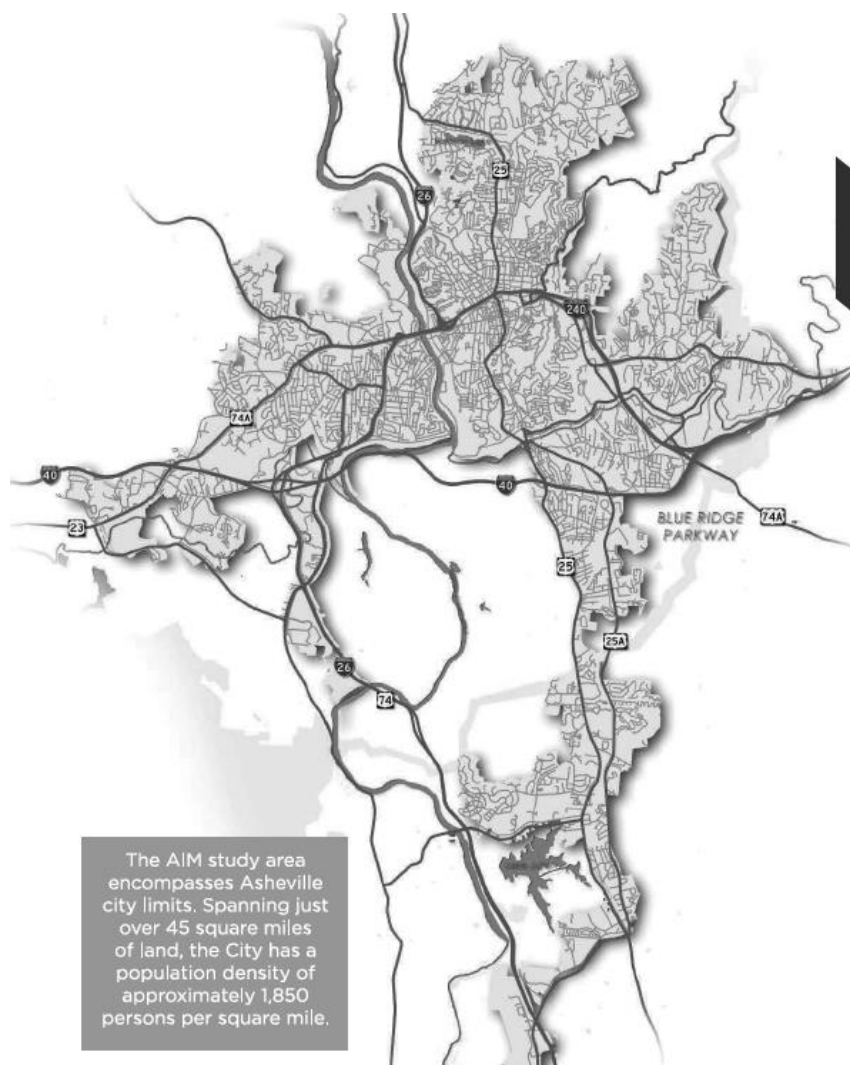 25
26
240
74A
40
40
23
BLUE RIDGE
PARKWAY
74A
25
25A
26
74
The AIM study area
encompasses Asheville
city limits. Spanning just
over 45 square miles
of land, the City has a
population density of
approximately 1,850
persons per square mile.